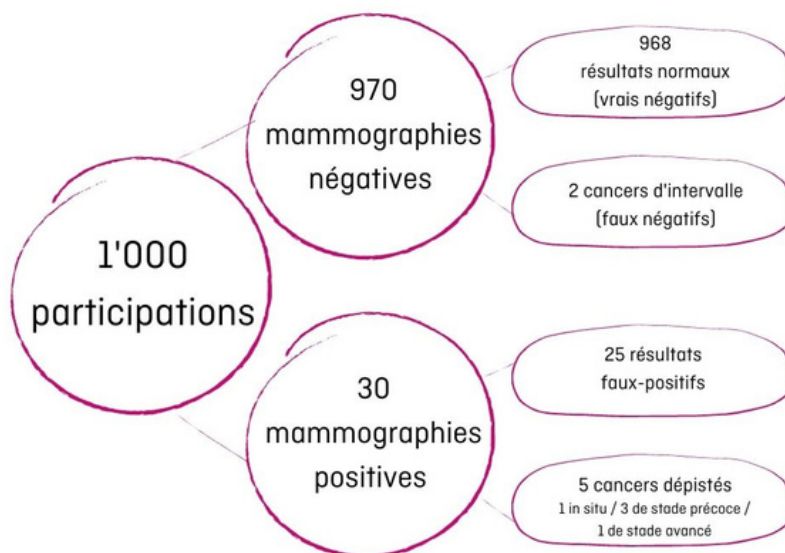 1'000
participations
970
mammographies
négatives
968
résultats normaux
(vrais négatifs)
2 cancers d'intervalle
(faux négatifs)
30
mammographies
positives
25 résultats
faux-positifs
5 cancers dépistés
1 in situ / 3 de stade précoce /
1 de stade avancé